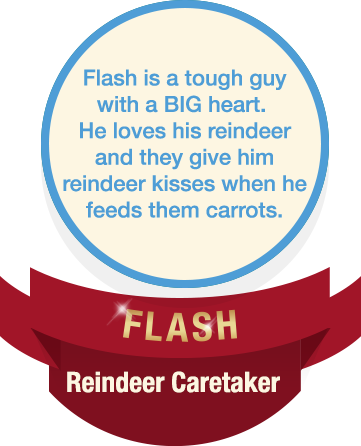 Flash is a tough guy
with a BIG heart.
He loves his reindeer
and they give him
reindeer kisses when he
feeds them carrots.
FLASH
Reindeer Caretaker